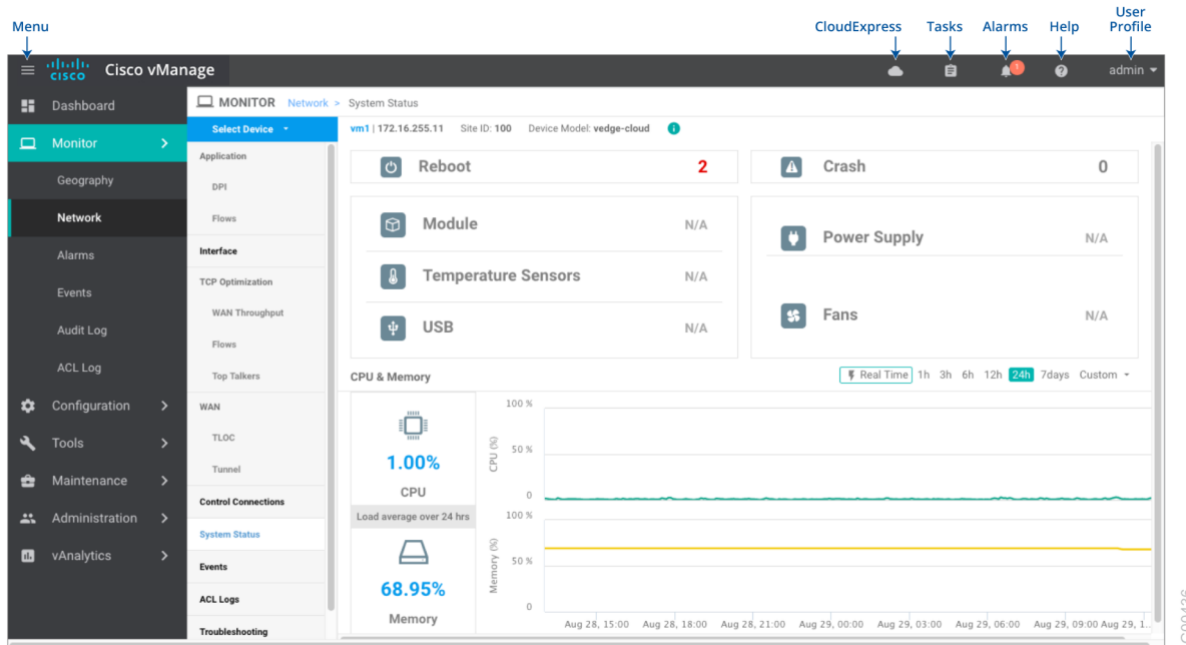 Menu
CloudExpress
Tasks
Alarms
Help
User
Profile
cisco
Cisco vManage
1
admin
Dashboard
Monitor
Geography
Network
Alarms
Events
Audit Log
ACL Log
Configuration
Tools
Maintenance
Administration
vAnalytics
MONITOR Network > System Status
Select Device
vm1 | 172.16.255.11 Site ID: 100 Device Model: vedge-cloud
Application
DPI
Flows
Interface
TCP Optimization
WAN Throughput
Flows
Top Talkers
WAN
TLOC
Tunnel
Control Connections
System Status
Events
ACL Logs
Troubleshooting
Reboot 2
Crash 0
Module N/A
Temperature Sensors N/A
USB N/A
Power Supply N/A
Fans N/A
CPU & Memory
Real Time 1h 3h 6h 12h 24h 7days Custom
1.00%
CPU
Load average over 24 hrs
68.95%
Memory
100 %
CPU (%)
50 %
0
100 %
Memory (%)
50 %
0
Aug 28, 15:00 Aug 28, 18:00 Aug 28, 21:00 Aug 29, 00:00 Aug 29, 03:00 Aug 29, 06:00 Aug 29, 09:00 Aug 29, 1..